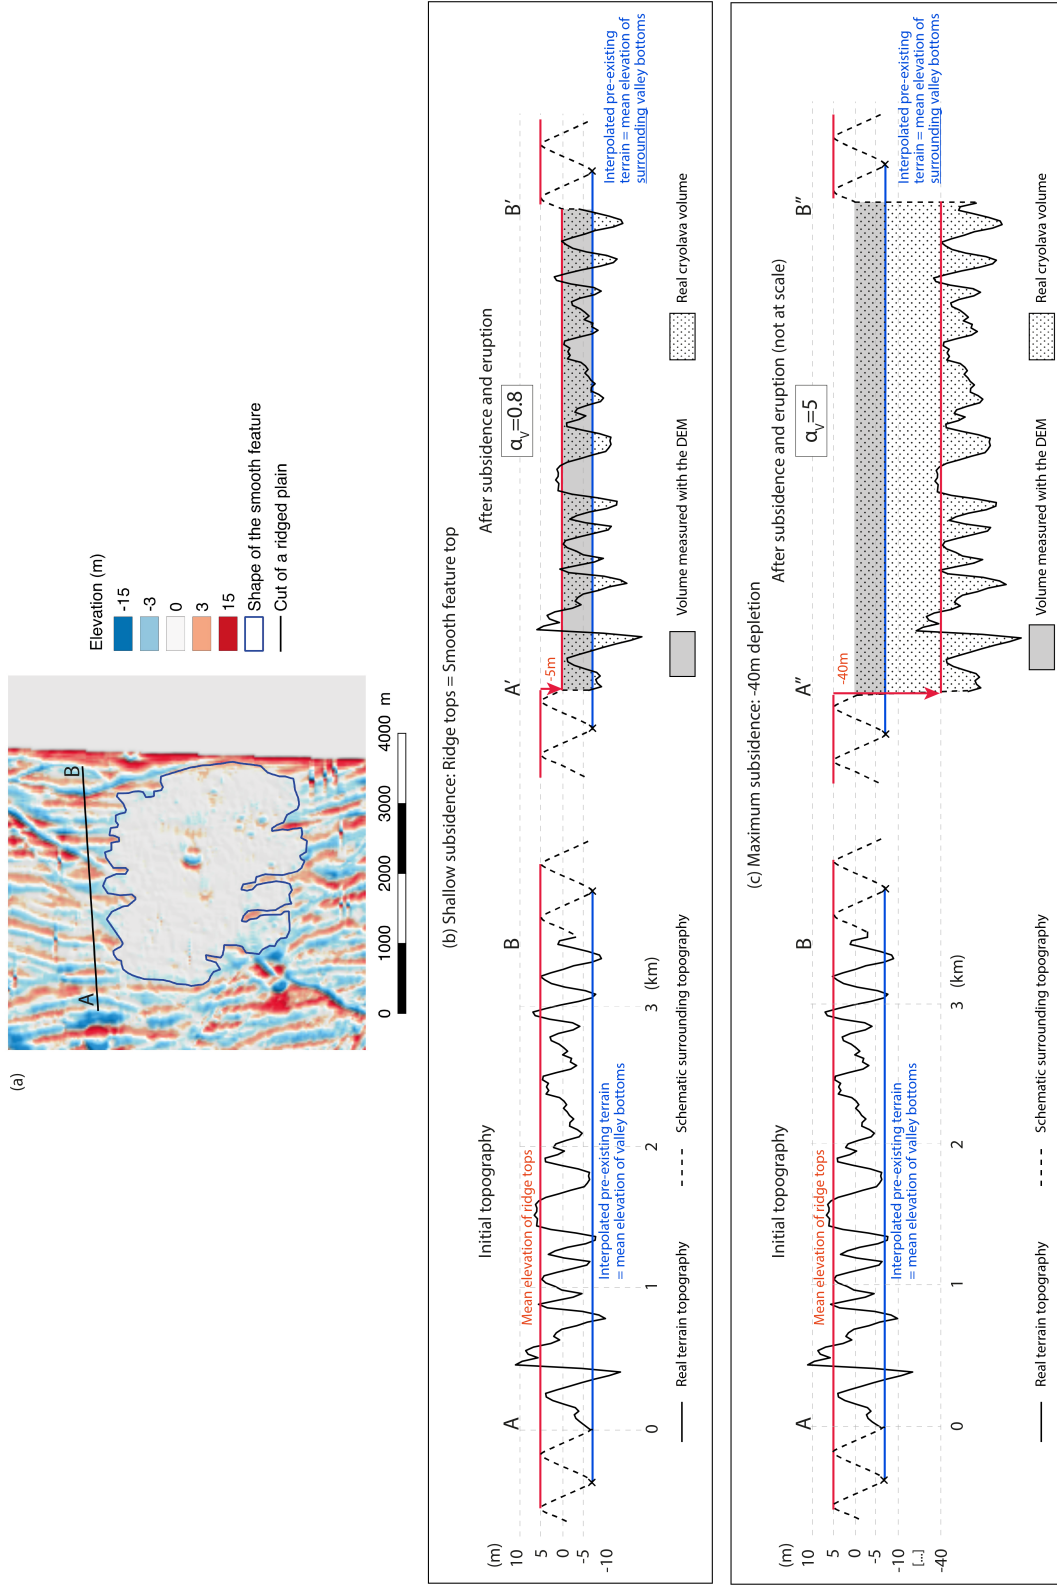 (a)
Elevation (m)
-15
-3
0
3
15
Shape of the smooth feature
Cut of a ridged plain
A
B
0
1000
2000
3000
4000 m
(b) Shallow subsidence: Ridge tops = Smooth feature top
Initial topography
After subsidence and eruption
αv=0.8
(m)
10
5
0
-5
-10
A
B
A′
B′
Mean elevation of ridge tops
-5m
Interpolated pre-existing terrain
= mean elevation of valley bottoms
Interpolated pre-existing
terrain = mean elevation of
surrounding valley bottoms
0
1
2
3
(km)
Real terrain topography
Schematic surrounding topography
Volume measured with the DEM
Real cryolava volume
(c) Maximum subsidence: -40m depletion
Initial topography
After subsidence and eruption (not at scale)
αv=5
(m)
10
5
0
-5
-10
[...]
-40
A
B
A″
B″
Mean elevation of ridge tops
-40m
Interpolated pre-existing terrain
= mean elevation of valley bottoms
Interpolated pre-existing
terrain = mean elevation of
surrounding valley bottoms
0
1
2
3
(km)
Real terrain topography
Schematic surrounding topography
Volume measured with the DEM
Real cryolava volume